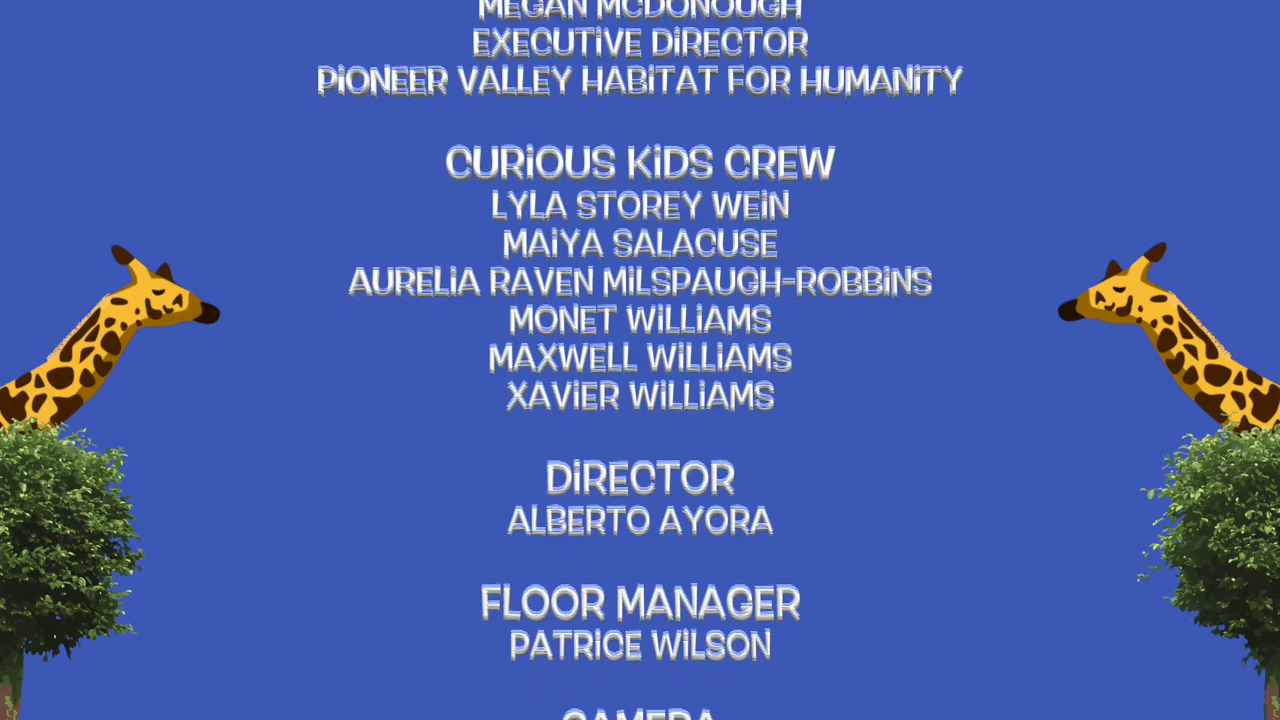 MEGAN MCDONOUGH
EXECUTiVE DiRECTOR
PiONEER VALLEY HABiTAT FOR HUMANiTY
CURiOUS KiDS CREW
LYLA STOREY WEiN
MAiYA SALACUSE
AURELiA RAVEN MiLSPAUGH-ROBBiNS
MONET WiLLiAMS
MAXWELL WiLLiAMS
XAViER WiLLiAMS
DiRECTOR
ALBERTO AYORA
FLOOR MANAGER
PATRiCE WiLSON
CAMERA